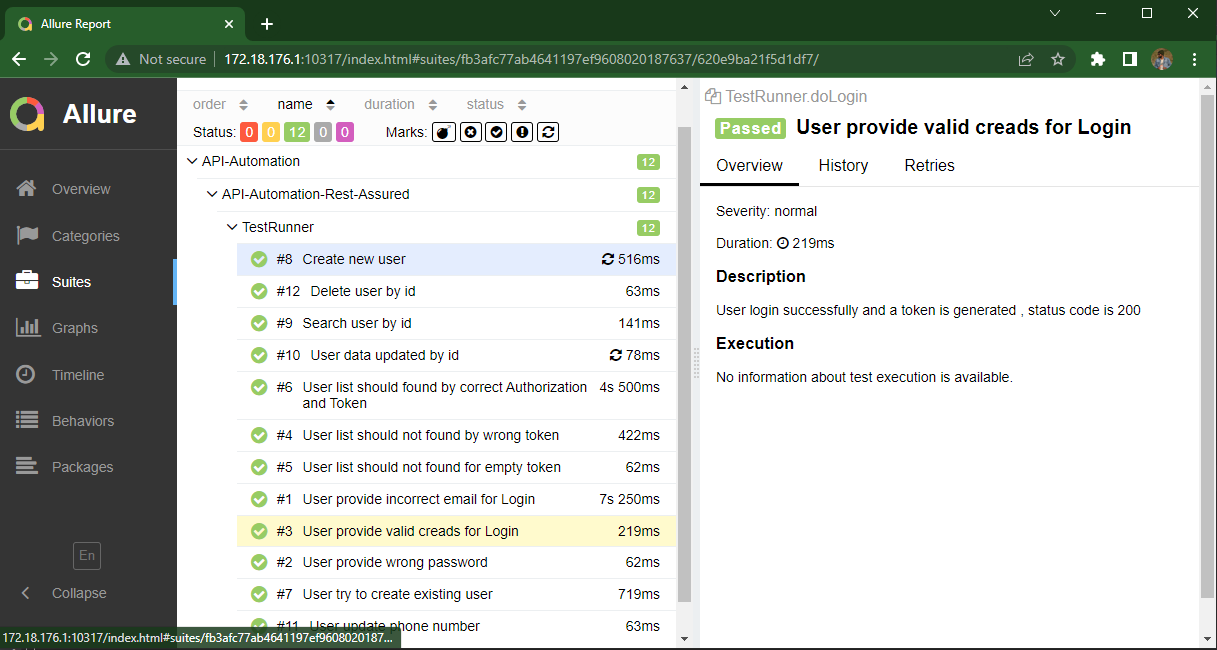 Allure Report
Not secure
172.18.176.1:10317/index.html#suites/fb3afc77ab4641197ef9608020187637/620e9ba21f5d1df7/
Allure
Overview
Categories
Suites
Graphs
Timeline
Behaviors
Packages
En
Collapse
order name duration status
Status: 0 0 12 0 0 Marks:
API-Automation 12
API-Automation-Rest-Assured 12
TestRunner 12
#8 Create new user 516ms
#12 Delete user by id 63ms
#9 Search user by id 141ms
#10 User data updated by id 78ms
#6 User list should found by correct Authorization 4s 500ms
and Token
#4 User list should not found by wrong token 422ms
#5 User list should not found for empty token 62ms
#1 User provide incorrect email for Login 7s 250ms
#3 User provide valid creads for Login 219ms
#2 User provide wrong password 62ms
#7 User try to create existing user 719ms
#11 User update phone number 63ms
172.18.176.1:10317/index.html#suites/fb3afc77ab4641197ef9608020187...
TestRunner.doLogin
Passed User provide valid creads for Login
Overview History Retries
Severity: normal
Duration: 219ms
Description
User login successfully and a token is generated , status code is 200
Execution
No information about test execution is available.